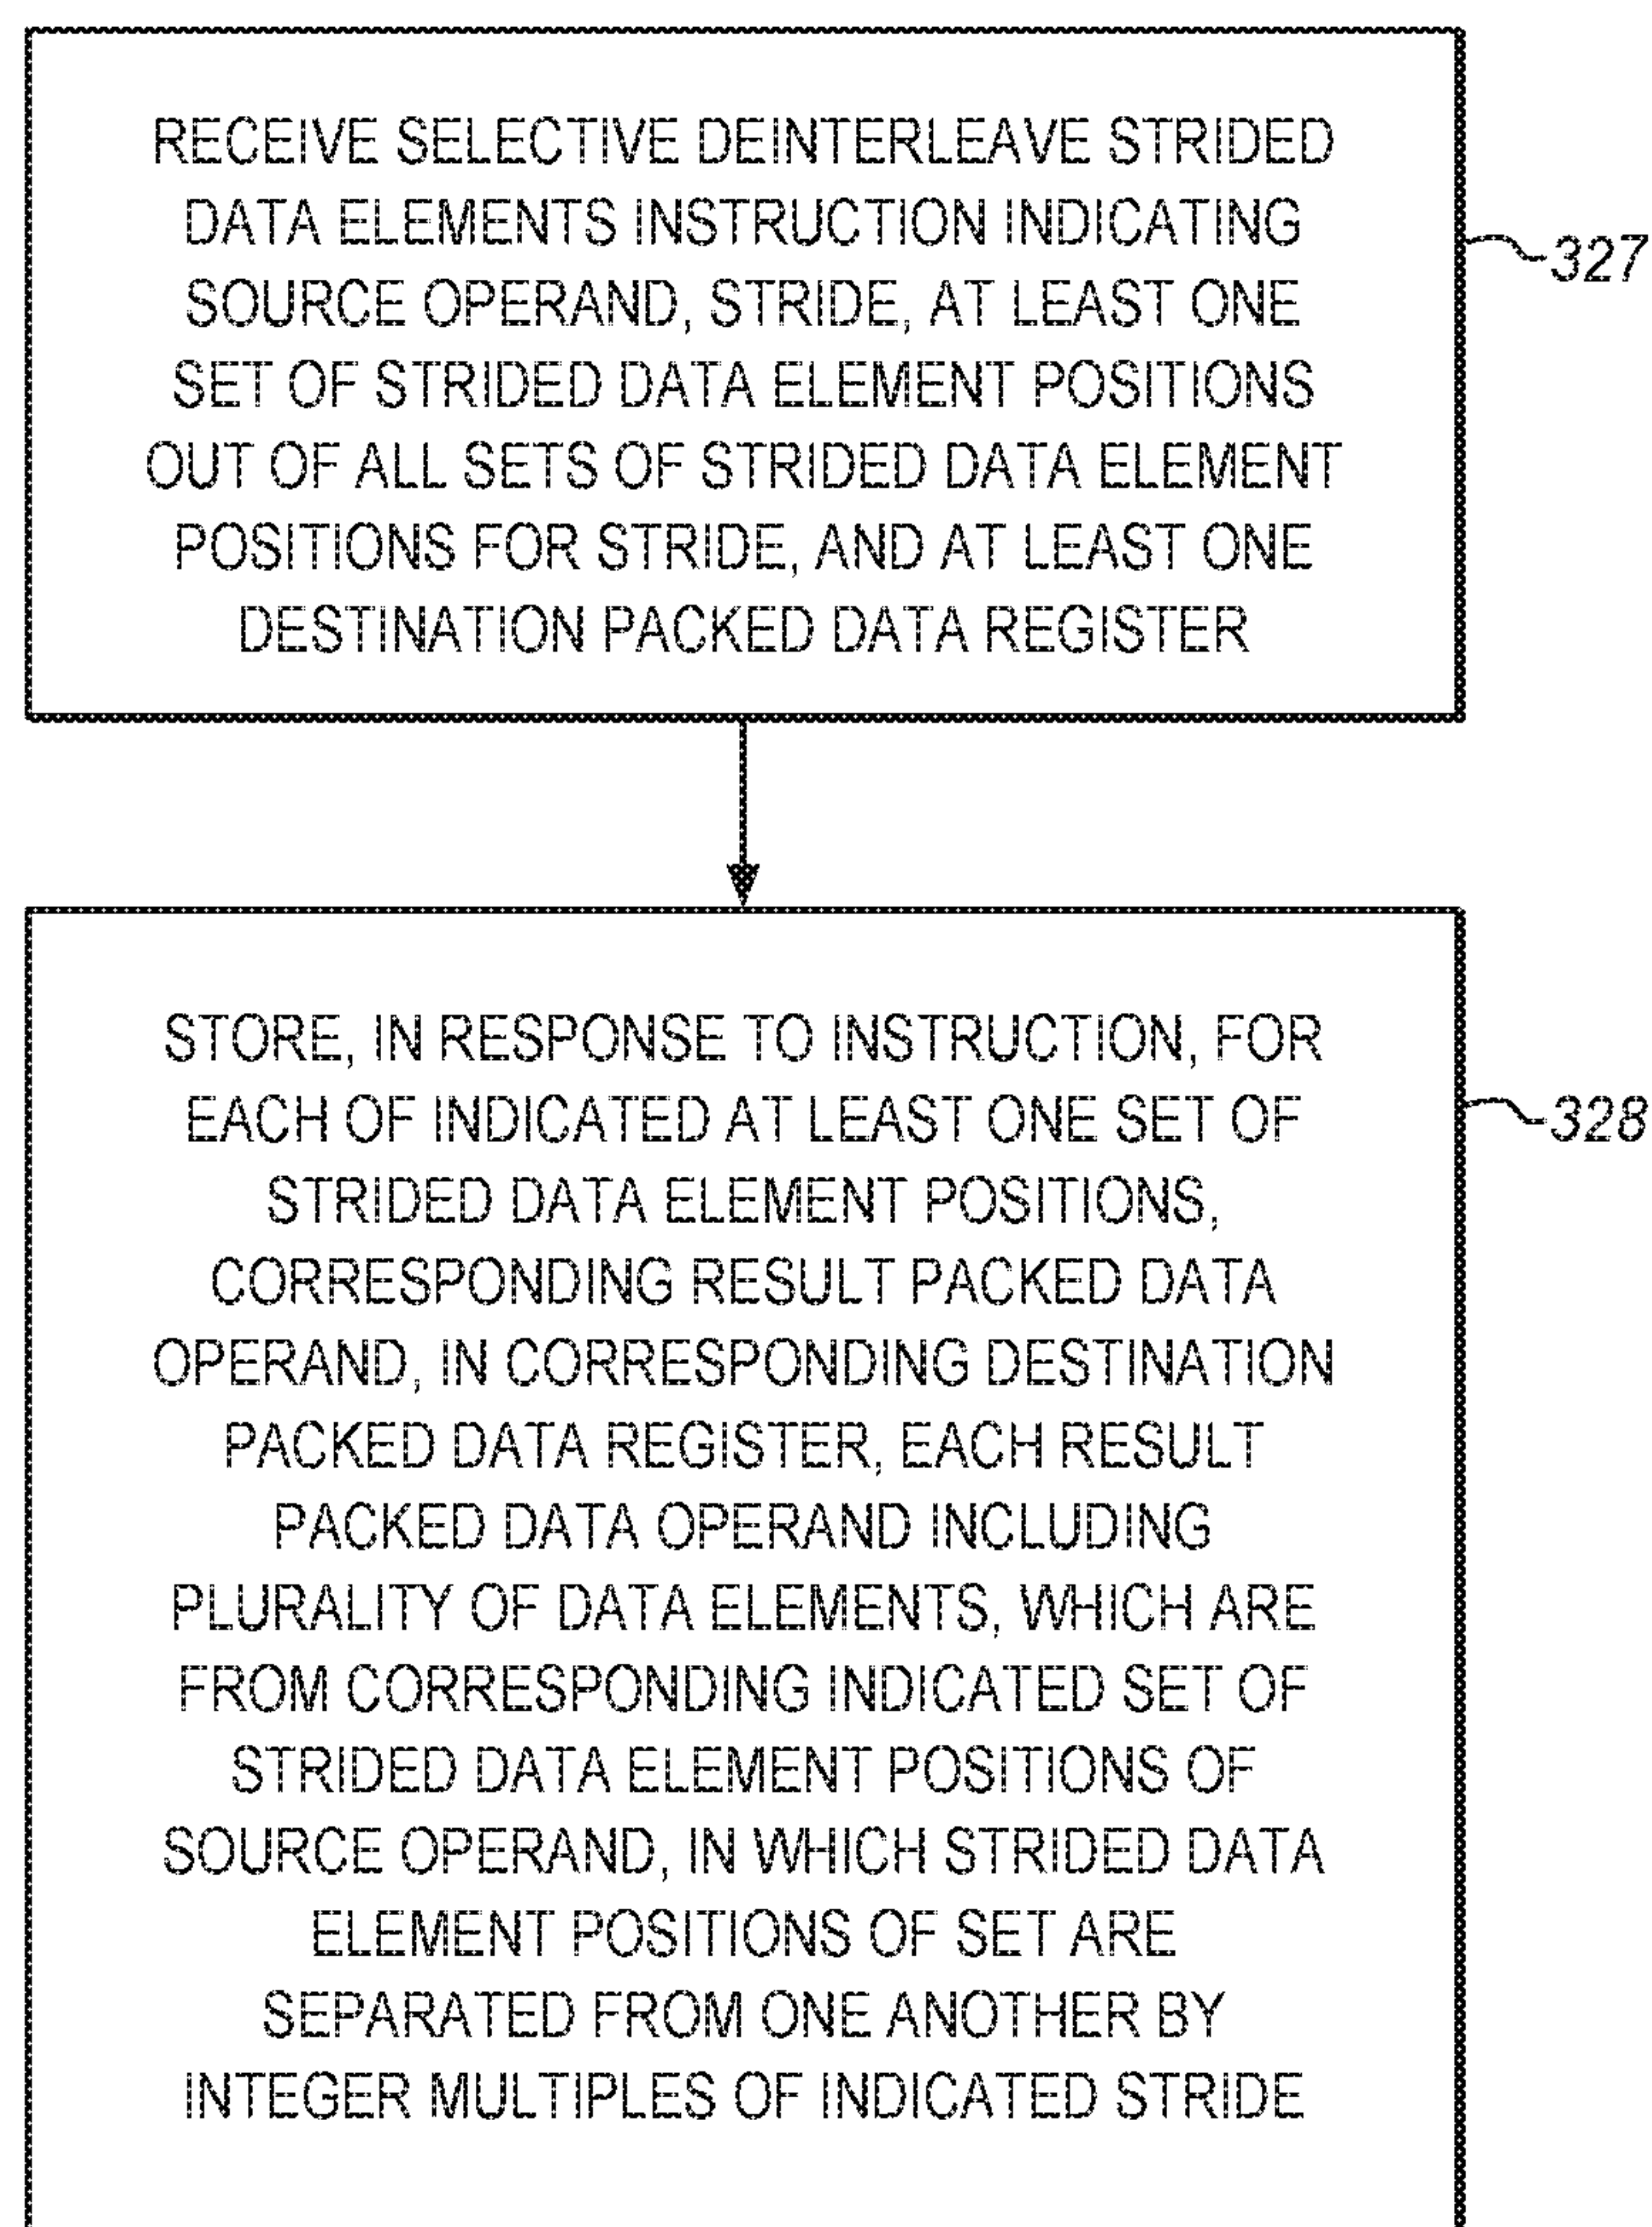 RECEIVE SELECTIVE DEINTERLEAVE STRIDED
DATA ELEMENTS INSTRUCTION INDICATING
SOURCE OPERAND, STRIDE, AT LEAST ONE
SET OF STRIDED DATA ELEMENT POSITIONS
OUT OF ALL SETS OF STRIDED DATA ELEMENT
POSITIONS FOR STRIDE, AND AT LEAST ONE
DESTINATION PACKED DATA REGISTER
327
STORE, IN RESPONSE TO INSTRUCTION, FOR
EACH OF INDICATED AT LEAST ONE SET OF
STRIDED DATA ELEMENT POSITIONS,
CORRESPONDING RESULT PACKED DATA
OPERAND, IN CORRESPONDING DESTINATION
PACKED DATA REGISTER, EACH RESULT
PACKED DATA OPERAND INCLUDING
PLURALITY OF DATA ELEMENTS, WHICH ARE
FROM CORRESPONDING INDICATED SET OF
STRIDED DATA ELEMENT POSITIONS OF
SOURCE OPERAND, IN WHICH STRIDED DATA
ELEMENT POSITIONS OF SET ARE
SEPARATED FROM ONE ANOTHER BY
INTEGER MULTIPLES OF INDICATED STRIDE
328